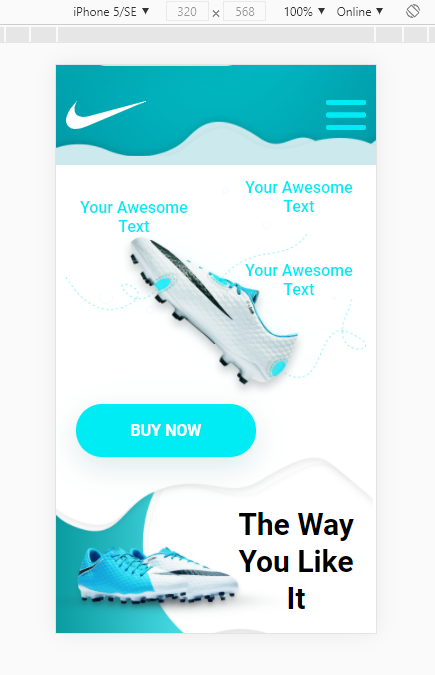 iPhone 5/SE ▼ 320 × 568 100% ▼ Online ▼
Your Awesome
Text
Your Awesome
Text
Your Awesome
Text
BUY NOW
The Way
You Like
It